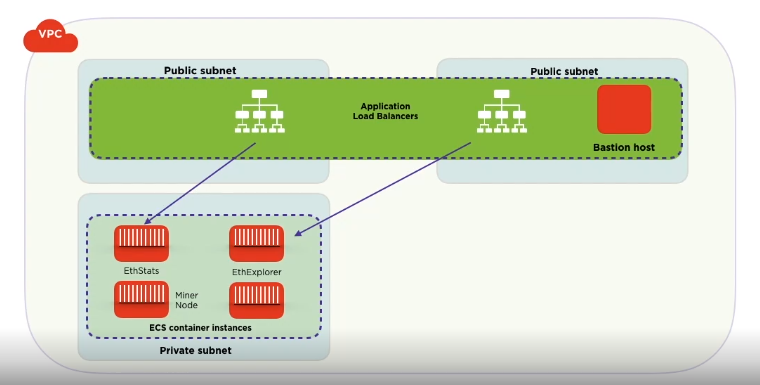 VPC
Public subnet
Public subnet
Application
Load Balancers
Bastion host
EthStats
EthExplorer
Miner
Node
ECS container instances
Private subnet